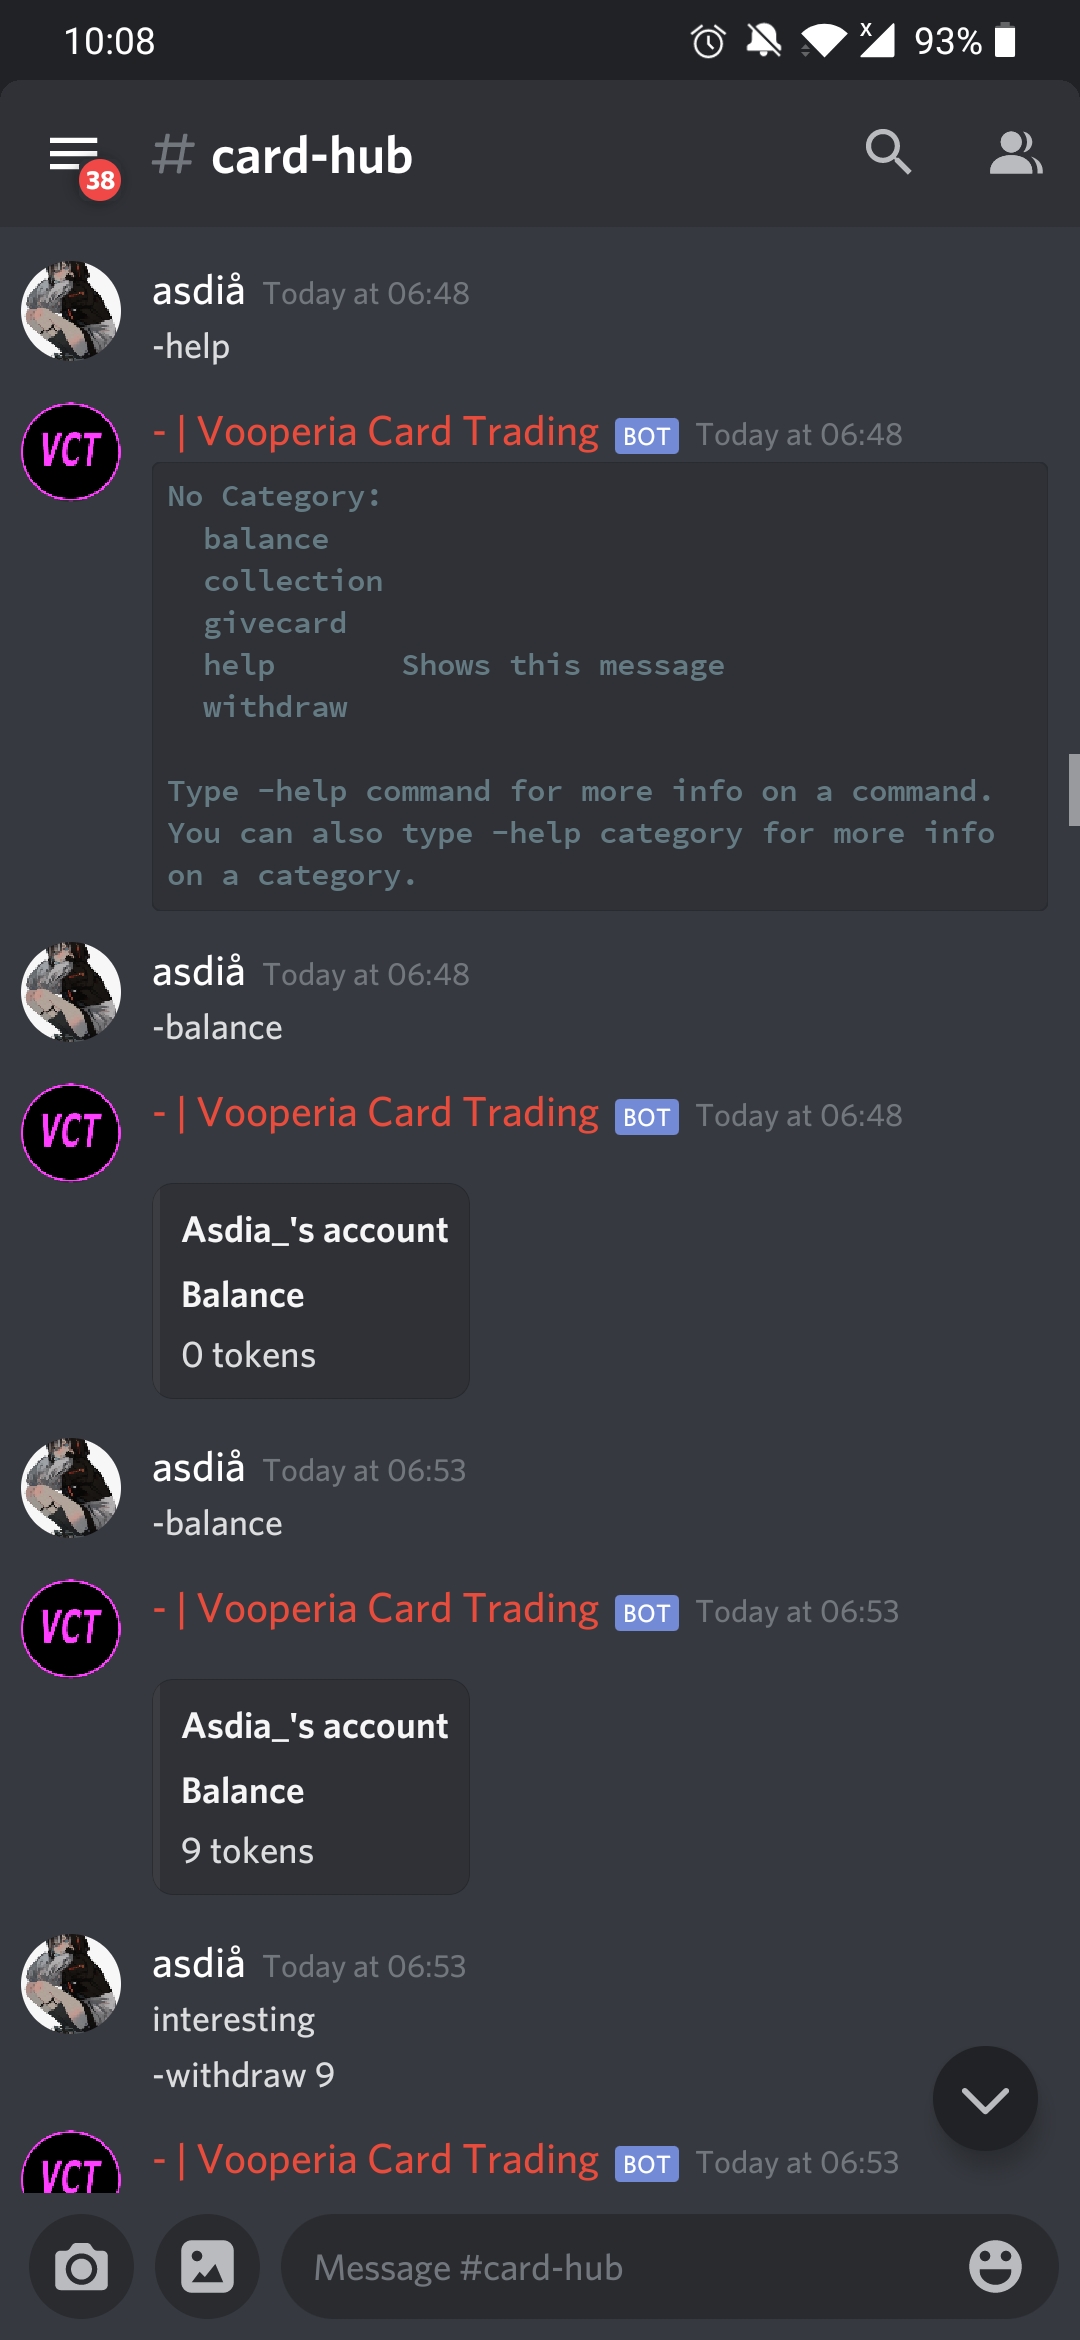 10:08
x
93%
38
# card-hub
asdiå Today at 06:48
-help
VCT
- | Vooperia Card Trading BOT Today at 06:48
No Category:
balance
collection
givecard
help Shows this message
withdraw
Type -help command for more info on a command.
You can also type -help category for more info
on a category.
asdiå Today at 06:48
-balance
VCT
- | Vooperia Card Trading BOT Today at 06:48
Asdia_'s account
Balance
0 tokens
asdiå Today at 06:53
-balance
VCT
- | Vooperia Card Trading BOT Today at 06:53
Asdia_'s account
Balance
9 tokens
asdiå Today at 06:53
interesting
-withdraw 9
VCT
- | Vooperia Card Trading BOT Today at 06:53
Message #card-hub